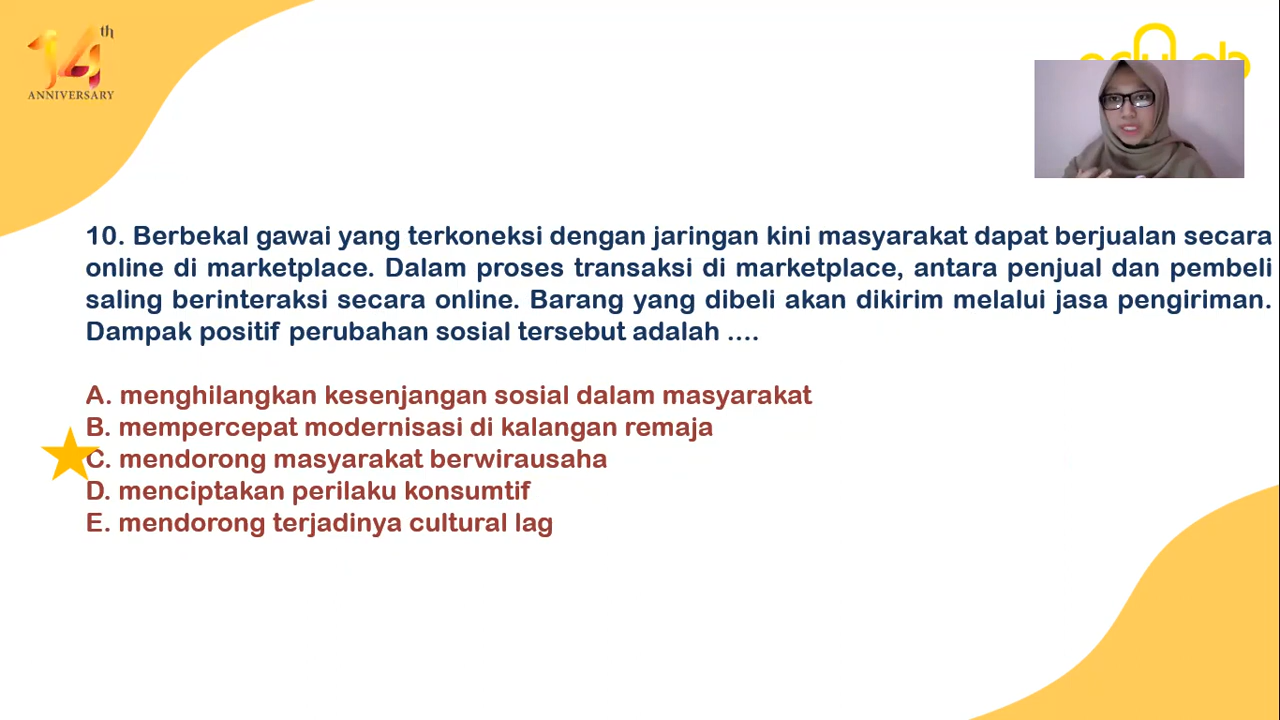 14th
ANNIVERSARY
10. Berbekal gawai yang terkoneksi dengan jaringan kini masyarakat dapat berjualan secara
online di marketplace. Dalam proses transaksi di marketplace, antara penjual dan pembeli
saling berinteraksi secara online. Barang yang dibeli akan dikirim melalui jasa pengiriman.
Dampak positif perubahan sosial tersebut adalah ....
A. menghilangkan kesenjangan sosial dalam masyarakat
B. mempercepat modernisasi di kalangan remaja
C. mendorong masyarakat berwirausaha
D. menciptakan perilaku konsumtif
E. mendorong terjadinya cultural lag